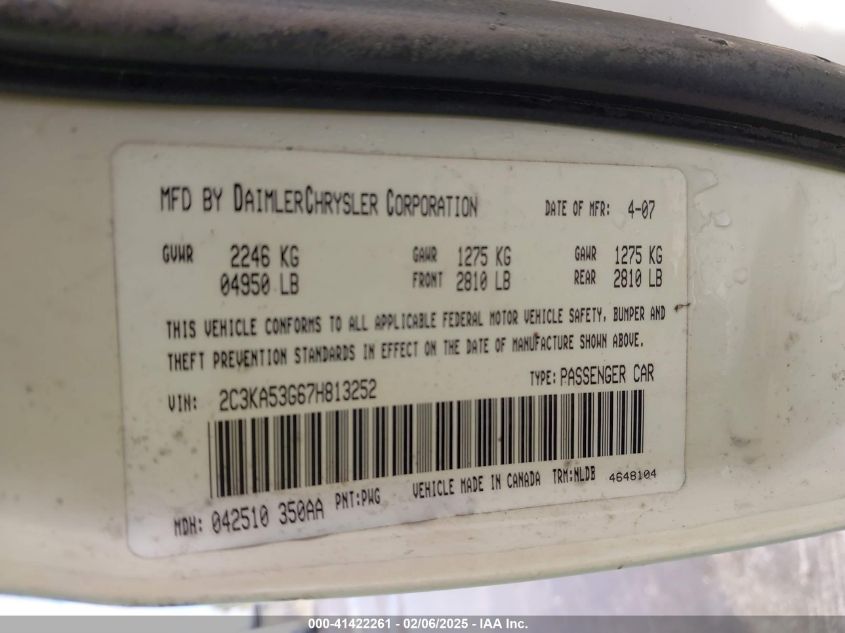 MFD BY DAIMLERCHRYSLER CORPORATION DATE OF MFR: 4-07
GVWR 2246 KG GAWR 1275 KG GAWR 1275 KG
04950 LB FRONT 2810 LB REAR 2810 LB
THIS VEHICLE CONFORMS TO ALL APPLICABLE FEDERAL MOTOR VEHICLE SAFETY, BUMPER AND
THEFT PREVENTION STANDARDS IN EFFECT ON THE DATE OF MANUFACTURE SHOWN ABOVE.
VIN: 2C3KA53G67H813252 TYPE: PASSENGER CAR
MDH: 042510 350AA PNT:PWG VEHICLE MADE IN CANADA TRM:NLDB 4648104
000-41422261 - 02/06/2025 - IAA Inc.